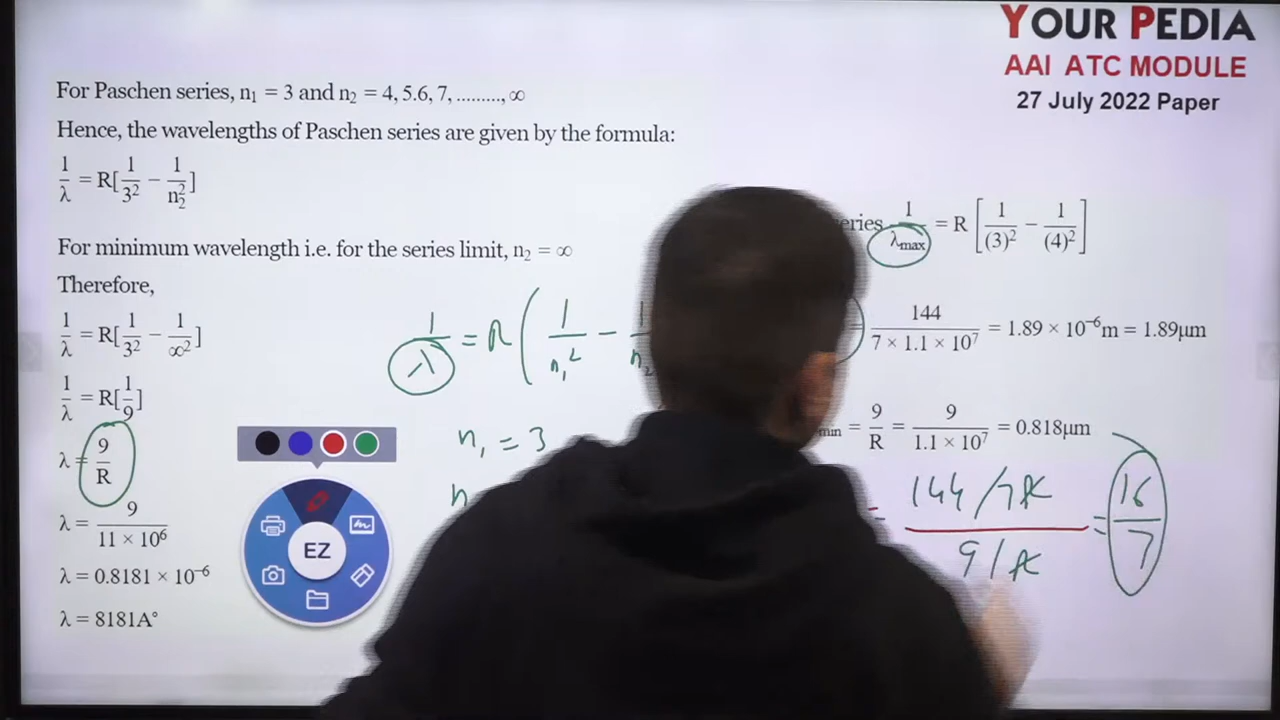 YOUR PEDIA
AAI ATC MODULE
27 July 2022 Paper
For Paschen series, n₁ = 3 and n₂ = 4, 5.6, 7, ........., ∞
Hence, the wavelengths of Paschen series are given by the formula:
1/λ = R[1/3² − 1/n₂²]
For minimum wavelength i.e. for the series limit, n₂ = ∞
Therefore,
1/λ = R[1/3² − 1/∞²]
1/λ = R[1/9]
λ = 9/R
λ = 9/(11 × 10⁶)
λ = 0.8181 × 10⁻⁶
λ = 8181A°
EZ
1/λ = R(1/n₁² − 1/n₂
n₁ = 3
n
1/λmax = R[1/(3)² − 1/(4)²]
= 144/(7 × 1.1 × 10⁷) = 1.89 × 10⁻⁶m = 1.89μm
min = 9/R = 9/(1.1 × 10⁷) = 0.818μm
= (144/7R)/(9/R) = 16/7